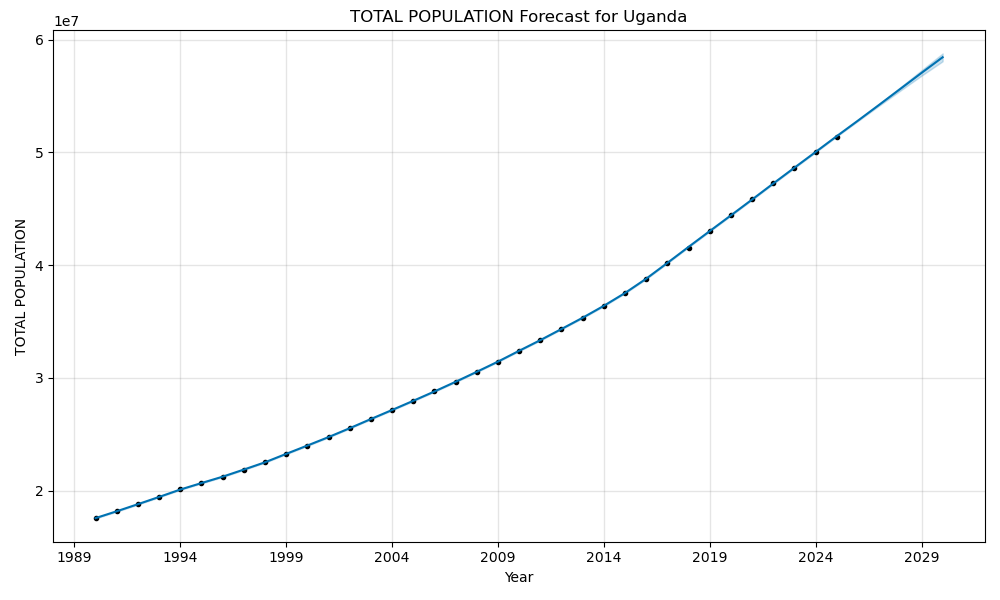 TOTAL POPULATION Forecast for Uganda
1e7
6
5
4
3
2
TOTAL POPULATION
1989 1994 1999 2004 2009 2014 2019 2024 2029
Year